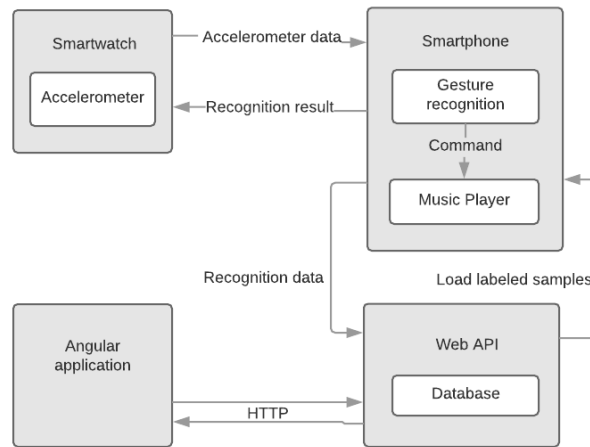 Smartwatch
Accelerometer data
Smartphone
Accelerometer
Gesture
recognition
Recognition result
Command
Music Player
Recognition data
Load labeled samples
Angular
application
Web API
Database
HTTP